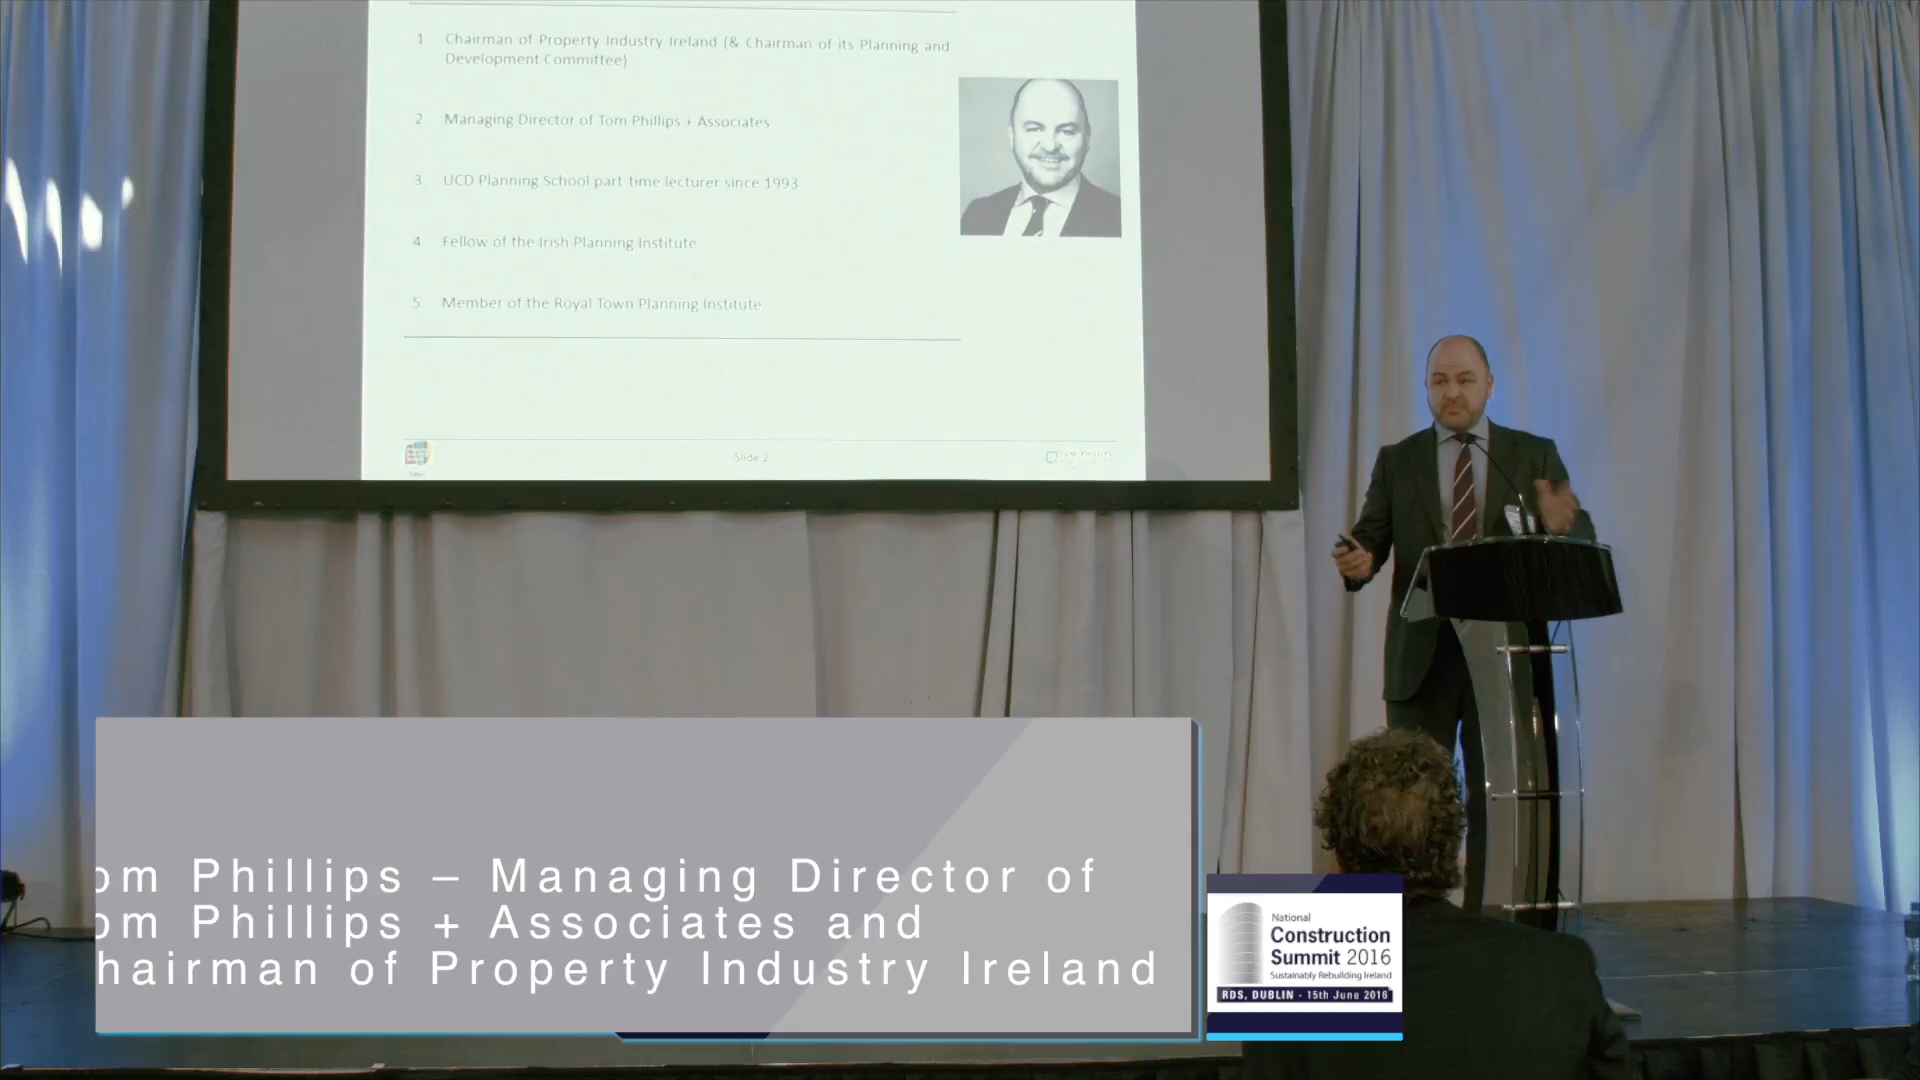 1. Chairman of Property Industry Ireland (& Chairman of its Planning and
Development Committee)
2. Managing Director of Tom Phillips + Associates
3. UCD Planning School part time lecturer since 1993
4. Fellow of the Irish Planning Institute
5. Member of the Royal Town Planning Institute
Slide 2
TOM PHILLIPS
om Phillips – Managing Director of
om Phillips + Associates and
hairman of Property Industry Ireland
National
Construction
Summit 2016
Sustainably Rebuilding Ireland
RDS, DUBLIN - 15th June 2016